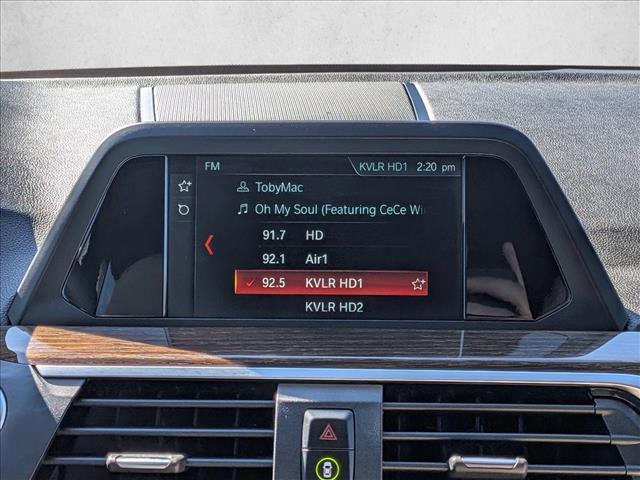 FM KVLR HD1 2:20 pm
TobyMac
Oh My Soul (Featuring CeCe Wi
91.7 HD
92.1 Air1
92.5 KVLR HD1
KVLR HD2